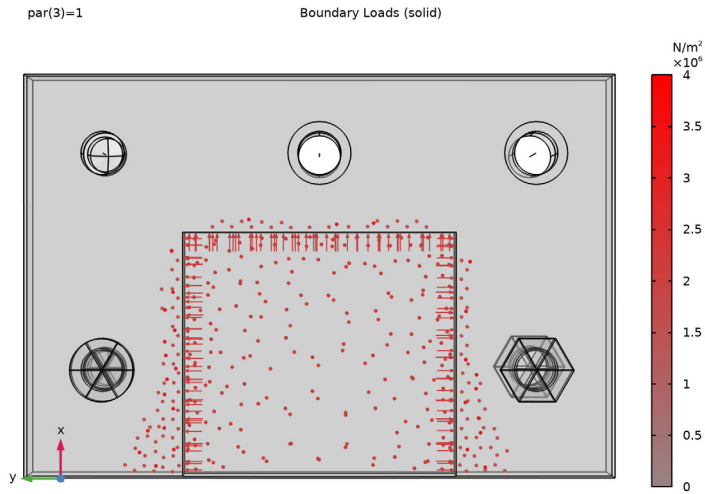 par(3)=1
Boundary Loads (solid)
N/m²
×10⁶
4
3.5
3
2.5
2
1.5
1
0.5
0
x
y